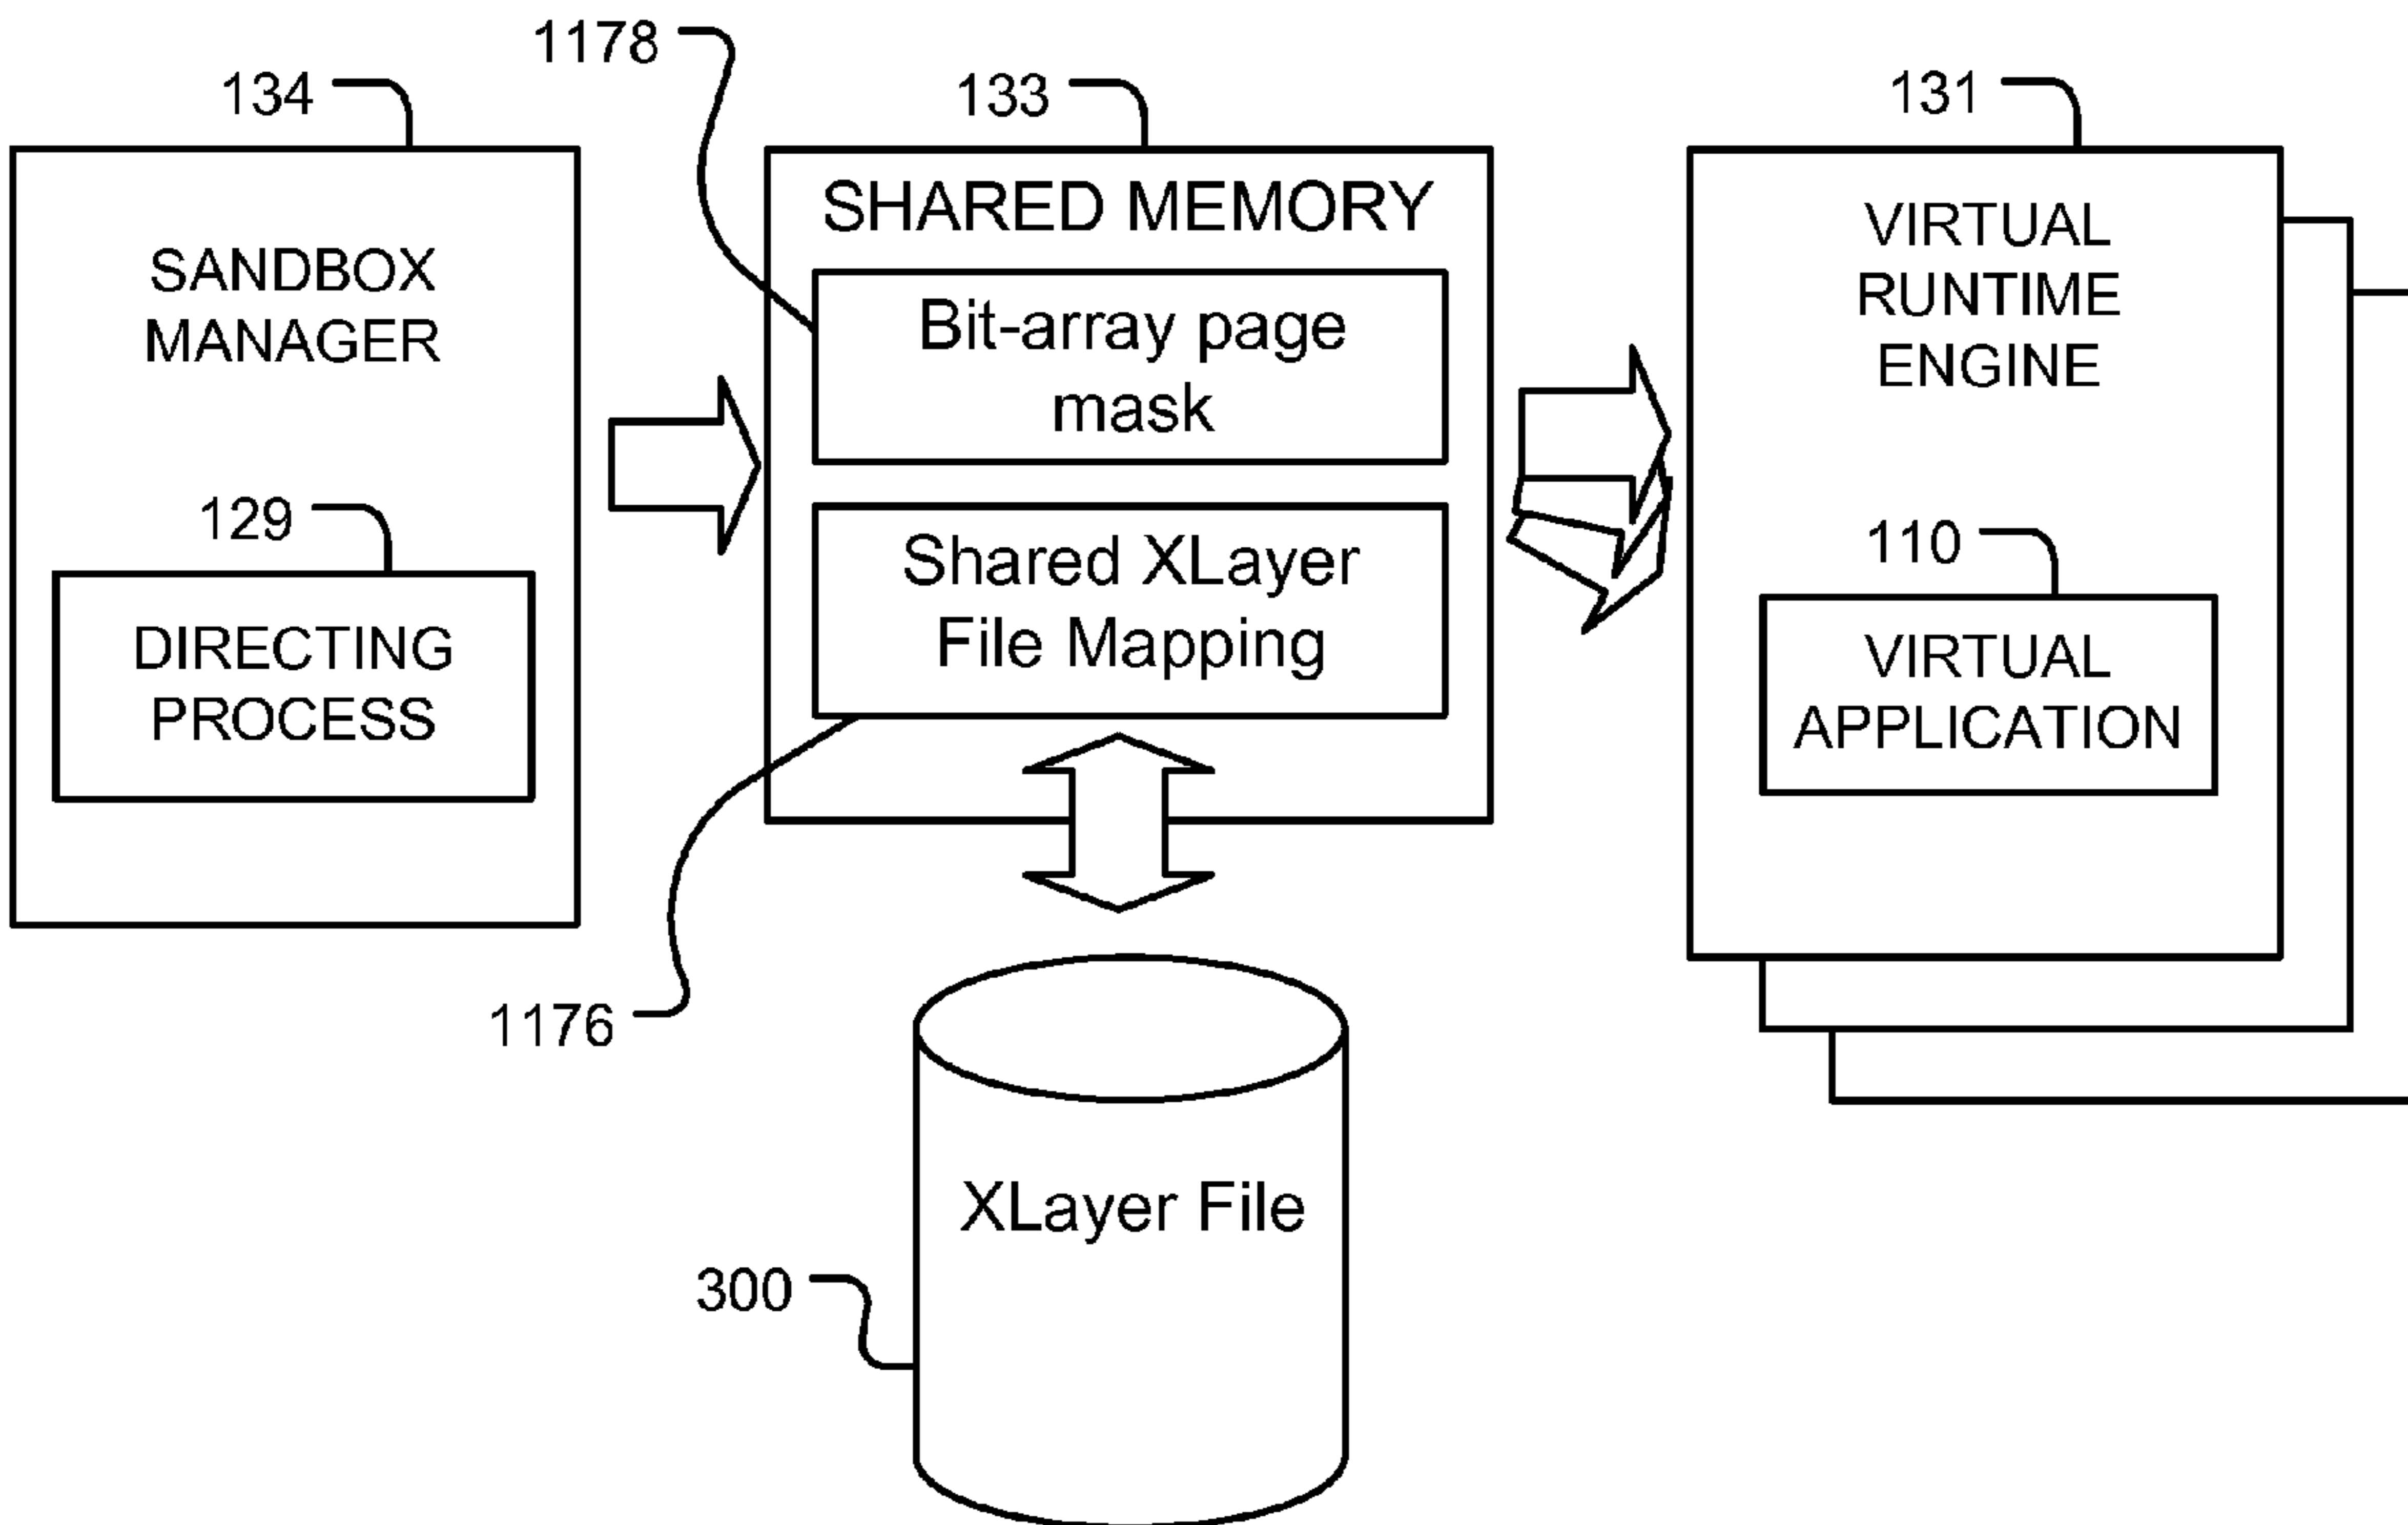 1178
134
133
131
SANDBOX
MANAGER
129
DIRECTING
PROCESS
SHARED MEMORY
Bit-array page
mask
Shared XLayer
File Mapping
1176
VIRTUAL
RUNTIME
ENGINE
110
VIRTUAL
APPLICATION
XLayer File
300